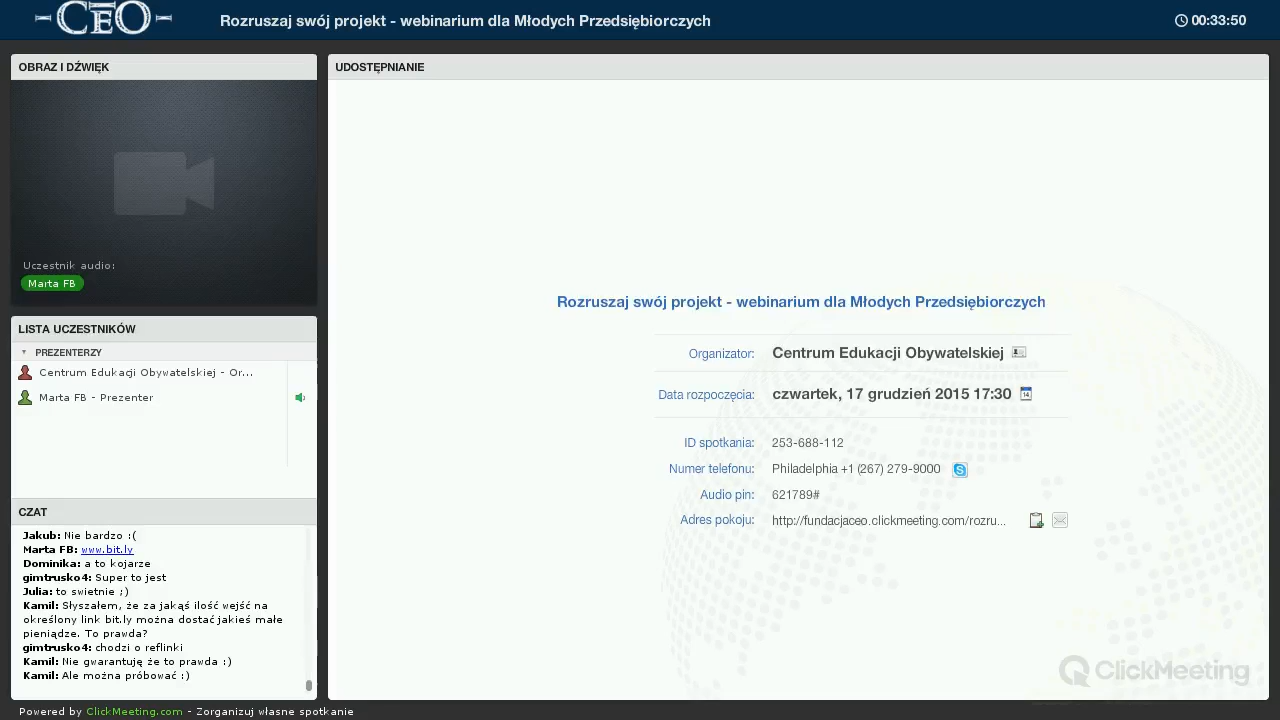 CEO
Rozruszaj swój projekt - webinarium dla Młodych Przedsiębiorczych
00:33:50
OBRAZ I DŹWIĘK
Uczestnik audio:
Marta FB
LISTA UCZESTNIKÓW
PREZENTERZY
Centrum Edukacji Obywatelskiej - Or...
Marta FB - Prezenter
CZAT
Jakub: Nie bardzo :(
Marta FB: www.bit.ly
Dominika: a to kojarze
gimtrusko4: Super to jest
Julia: to swietnie ;)
Kamil: Słyszałem, że za jakąś ilość wejść na
określony link bit.ly można dostać jakieś małe
pieniądze. To prawda?
gimtrusko4: chodzi o reflinki
Kamil: Nie gwarantuję że to prawda :)
Kamil: Ale można próbować :)
UDOSTĘPNIANIE
Rozruszaj swój projekt - webinarium dla Młodych Przedsiębiorczych
Organizator: Centrum Edukacji Obywatelskiej
Data rozpoczęcia: czwartek, 17 grudzień 2015 17:30
14
ID spotkania: 253-688-112
Numer telefonu: Philadelphia +1 (267) 279-9000
Audio pin: 621789#
Adres pokoju: http://fundacjaceo.clickmeeting.com/rozru...
ClickMeeting
Powered by ClickMeeting.com - Zorganizuj własne spotkanie